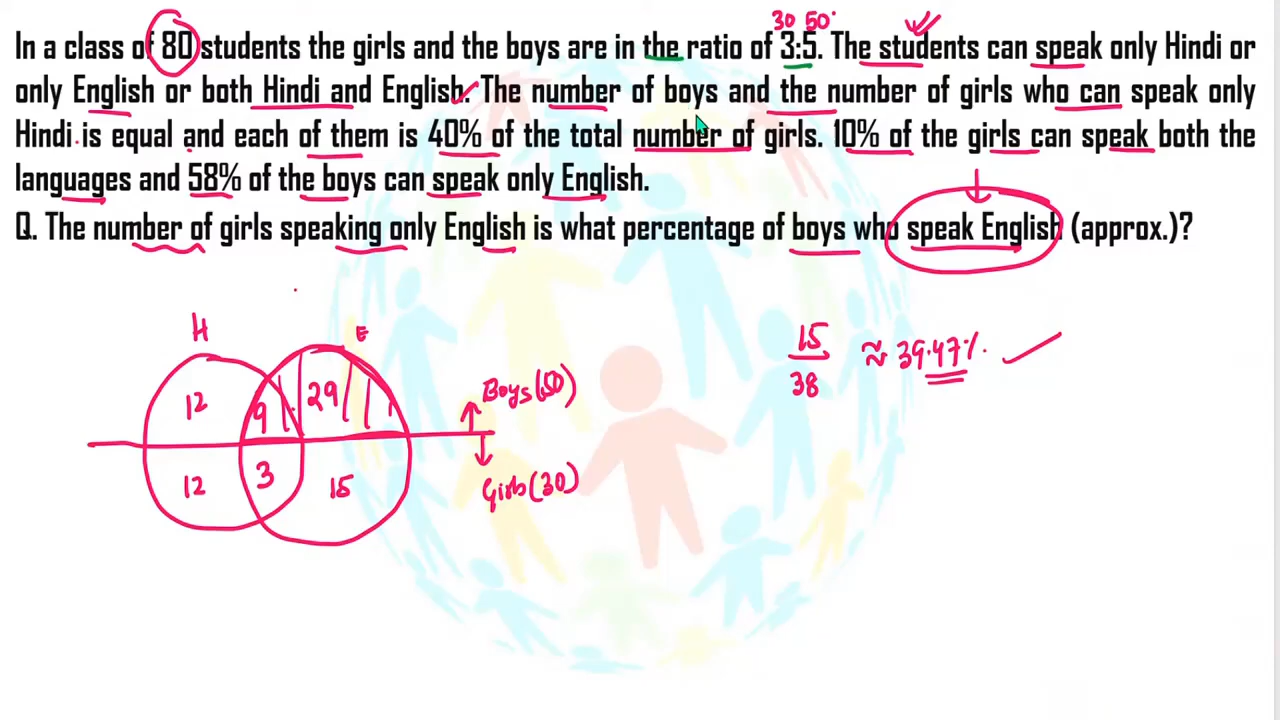 30 50
In a class of 80 students the girls and the boys are in the ratio of 3:5. The students can speak only Hindi or
only English or both Hindi and English. The number of boys and the number of girls who can speak only
Hindi is equal and each of them is 40% of the total number of girls. 10% of the girls can speak both the
languages and 58% of the boys can speak only English.
Q. The number of girls speaking only English is what percentage of boys who speak English (approx.)?
H E
12 9 29 Boys(50)
12 3 15 Girls(30)
15
38
≈ 39.47%.